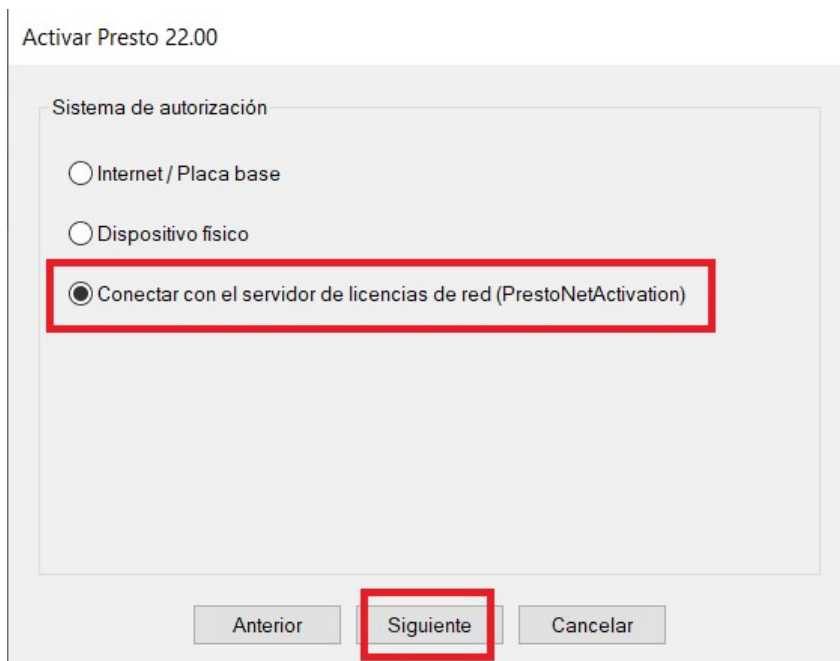 Activar Presto 22.00
Sistema de autorización
Internet / Placa base
Dispositivo físico
Conectar con el servidor de licencias de red (PrestoNetActivation)
Anterior Siguiente Cancelar